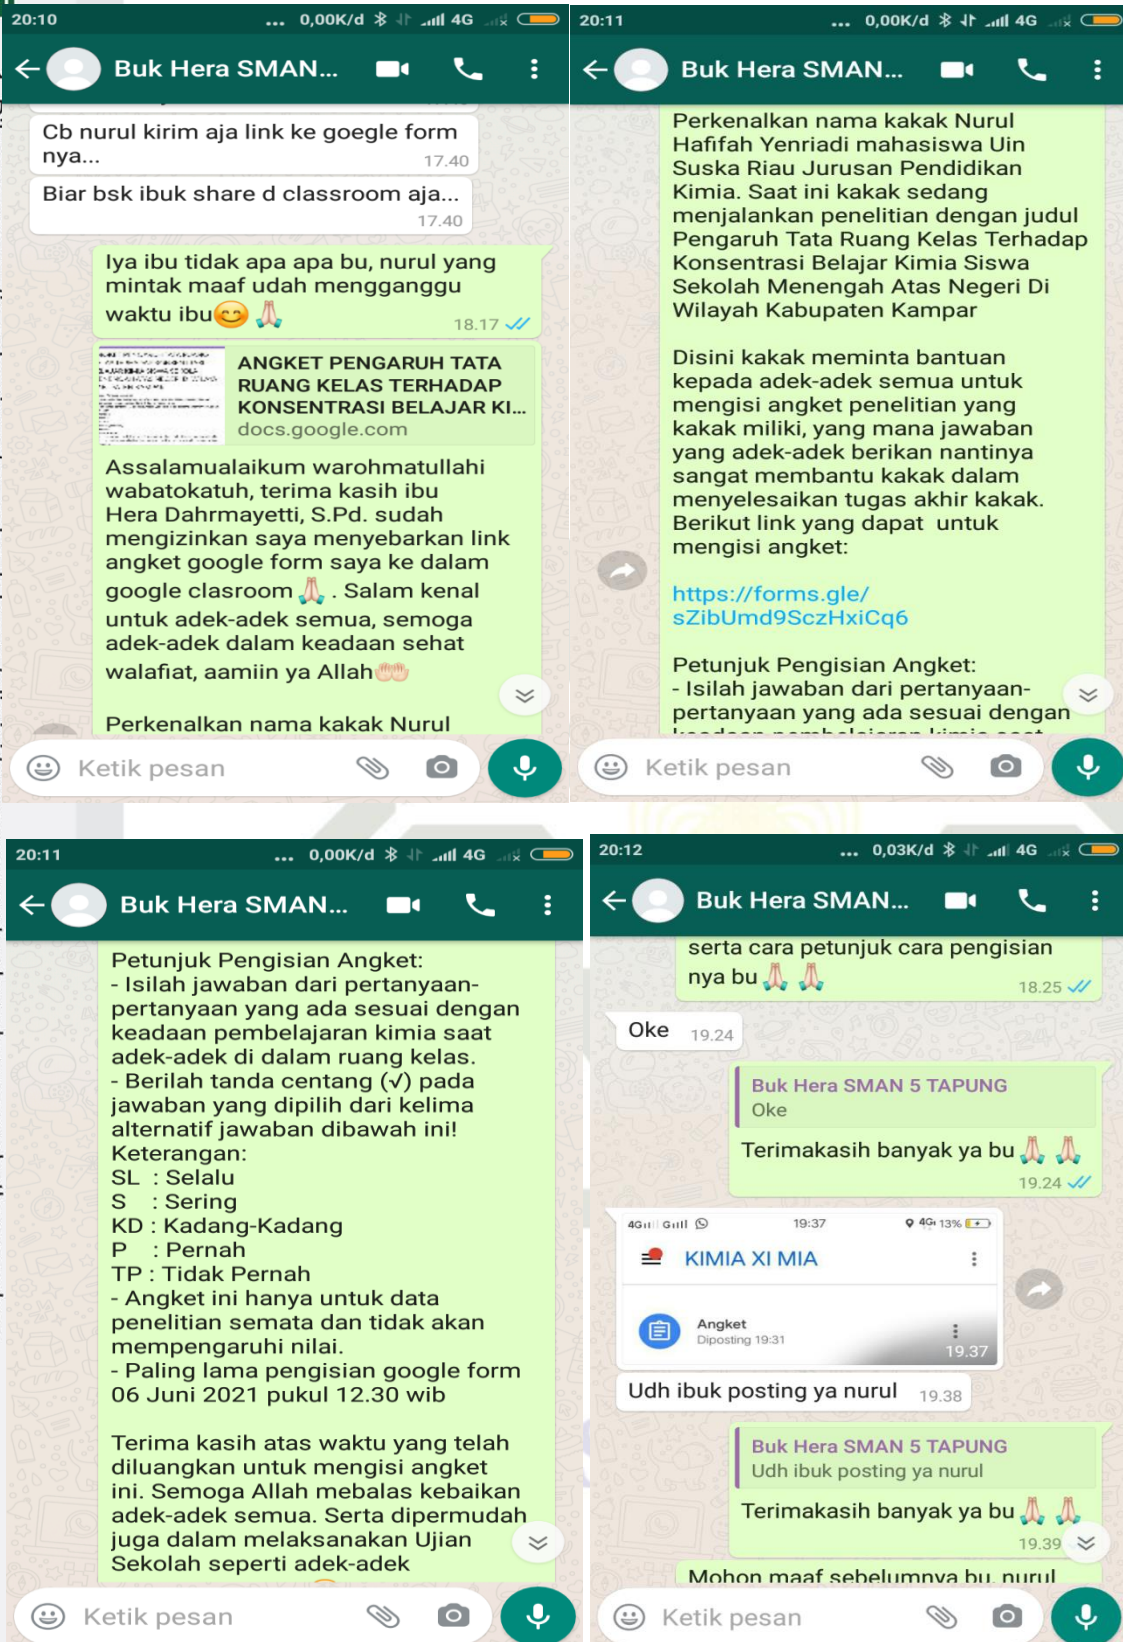 20:10
... 0,00K/d 4G
Buk Hera SMAN...
Cb nurul kirim aja link ke goegle form
nya...
17.40
Biar bsk ibuk share d classroom aja...
17.40
Iya ibu tidak apa apa bu, nurul yang
mintak maaf udah mengganggu
waktu ibu😊🙏
18.17
ANGKET PENGARUH TATA
RUANG KELAS TERHADAP
KONSENTRASI BELAJAR KI...
docs.google.com
Assalamualaikum warohmatullahi
wabatokatuh, terima kasih ibu
Hera Dahrmayetti, S.Pd. sudah
mengizinkan saya menyebarkan link
angket google form saya ke dalam
google clasroom 🙏 . Salam kenal
untuk adek-adek semua, semoga
adek-adek dalam keadaan sehat
walafiat, aamiin ya Allah🤲
Perkenalkan nama kakak Nurul
Ketik pesan
20:11
... 0,00K/d 4G
Buk Hera SMAN...
Perkenalkan nama kakak Nurul
Hafifah Yenriadi mahasiswa Uin
Suska Riau Jurusan Pendidikan
Kimia. Saat ini kakak sedang
menjalankan penelitian dengan judul
Pengaruh Tata Ruang Kelas Terhadap
Konsentrasi Belajar Kimia Siswa
Sekolah Menengah Atas Negeri Di
Wilayah Kabupaten Kampar
Disini kakak meminta bantuan
kepada adek-adek semua untuk
mengisi angket penelitian yang
kakak miliki, yang mana jawaban
yang adek-adek berikan nantinya
sangat membantu kakak dalam
menyelesaikan tugas akhir kakak.
Berikut link yang dapat untuk
mengisi angket:
https://forms.gle/
sZibUmd9SczHxiCq6
Petunjuk Pengisian Angket:
- Isilah jawaban dari pertanyaan-
pertanyaan yang ada sesuai dengan
Ketik pesan
20:11
... 0,00K/d 4G
Buk Hera SMAN...
Petunjuk Pengisian Angket:
- Isilah jawaban dari pertanyaan-
pertanyaan yang ada sesuai dengan
keadaan pembelajaran kimia saat
adek-adek di dalam ruang kelas.
- Berilah tanda centang (√) pada
jawaban yang dipilih dari kelima
alternatif jawaban dibawah ini!
Keterangan:
SL : Selalu
S : Sering
KD : Kadang-Kadang
P : Pernah
TP : Tidak Pernah
- Angket ini hanya untuk data
penelitian semata dan tidak akan
mempengaruhi nilai.
- Paling lama pengisian google form
06 Juni 2021 pukul 12.30 wib
Terima kasih atas waktu yang telah
diluangkan untuk mengisi angket
ini. Semoga Allah mebalas kebaikan
adek-adek semua. Serta dipermudah
juga dalam melaksanakan Ujian
Sekolah seperti adek-adek
Ketik pesan
20:12
... 0,03K/d 4G
Buk Hera SMAN...
serta cara petunjuk cara pengisian
nya bu🙏 🙏
18.25
Oke 19.24
Buk Hera SMAN 5 TAPUNG
Oke
Terimakasih banyak ya bu🙏 🙏
19.24
19:37
4G 13%
KIMIA XI MIA
Angket
Diposting 19:31
19.37
Udh ibuk posting ya nurul 19.38
Buk Hera SMAN 5 TAPUNG
Udh ibuk posting ya nurul
Terimakasih banyak ya bu🙏 🙏
19.39
Mohon maaf sebelumnya bu, nurul
Ketik pesan